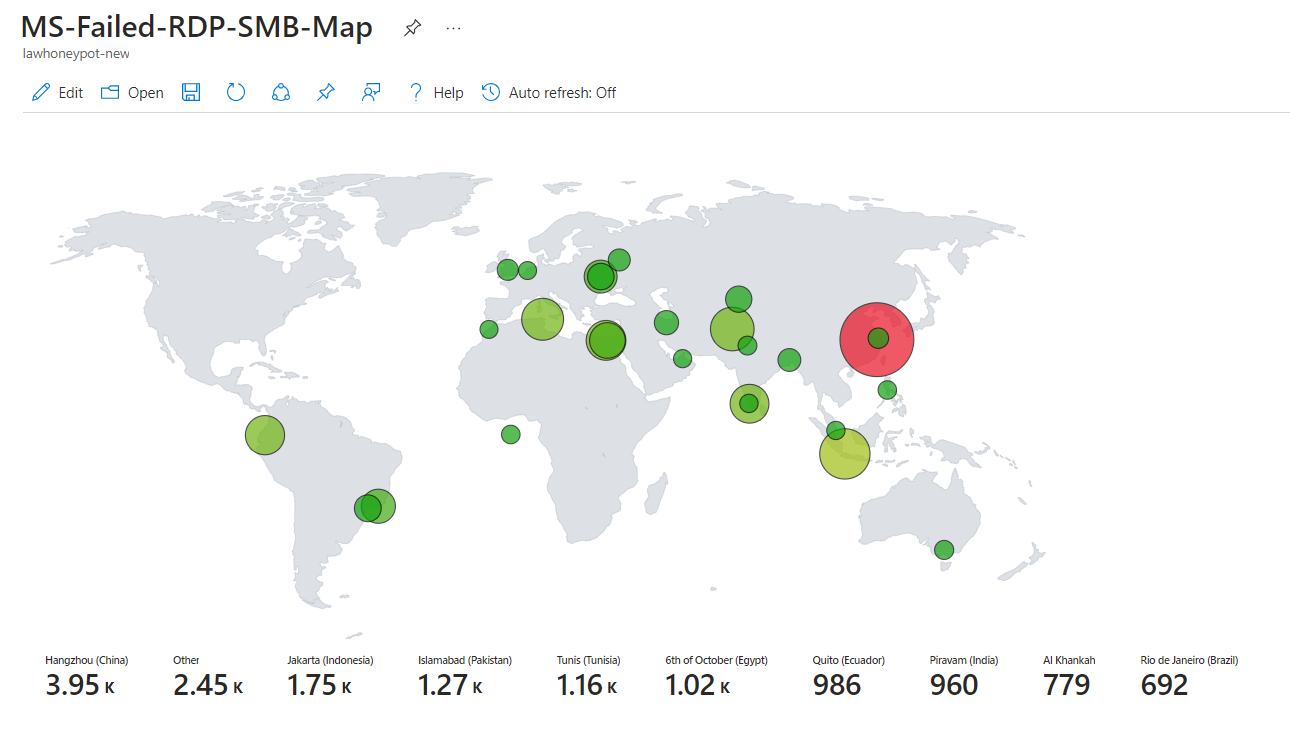 MS-Failed-RDP-SMB-Map
lawhoneypot-new
Edit Open Help Auto refresh: Off
Hangzhou (China) Other Jakarta (Indonesia) Islamabad (Pakistan) Tunis (Tunisia) 6th of October (Egypt) Quito (Ecuador) Piravam (India) Al Khankah Rio de Janeiro (Brazil)
3.95 K 2.45 K 1.75 K 1.27 K 1.16 K 1.02 K 986 960 779 692